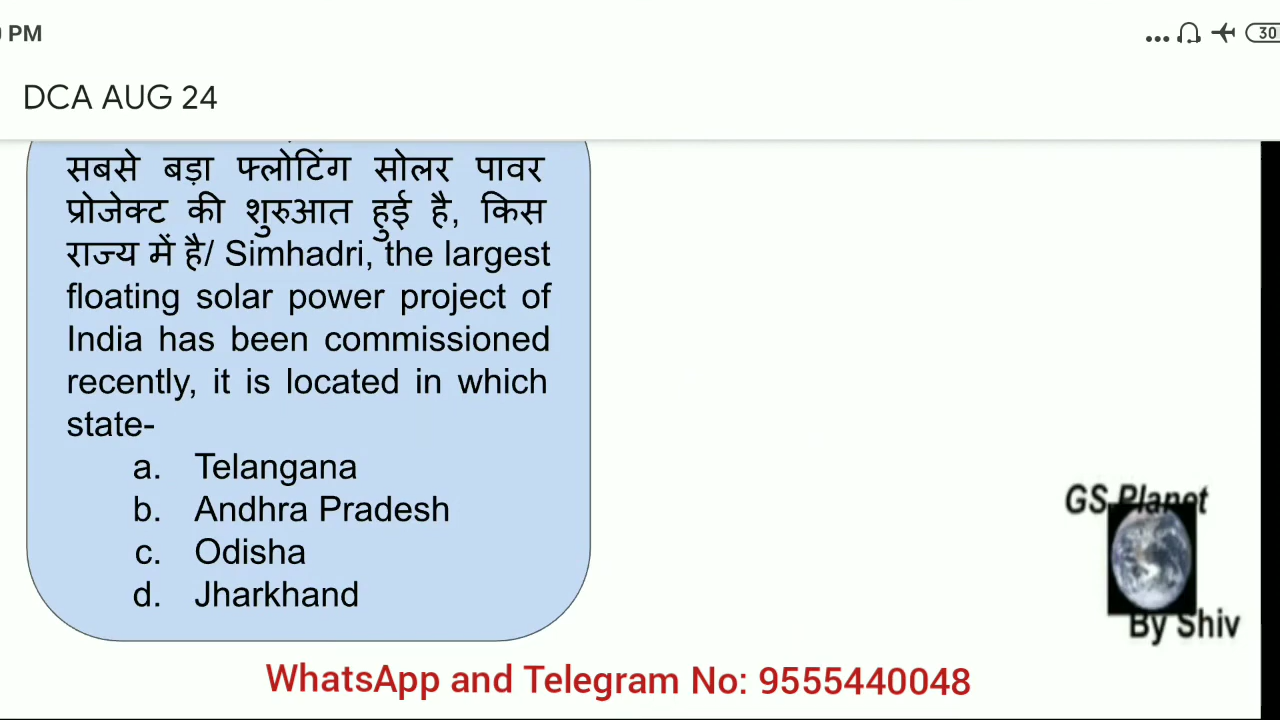 PM
DCA AUG 24
सबसे बड़ा फ्लोटिंग सोलर पावर
प्रोजेक्ट की शुरुआत हुई है, किस
राज्य में है/ Simhadri, the largest
floating solar power project of
India has been commissioned
recently, it is located in which
state-
a. Telangana
b. Andhra Pradesh
c. Odisha
d. Jharkhand
GS Planet
By Shiv
WhatsApp and Telegram No: 9555440048
30